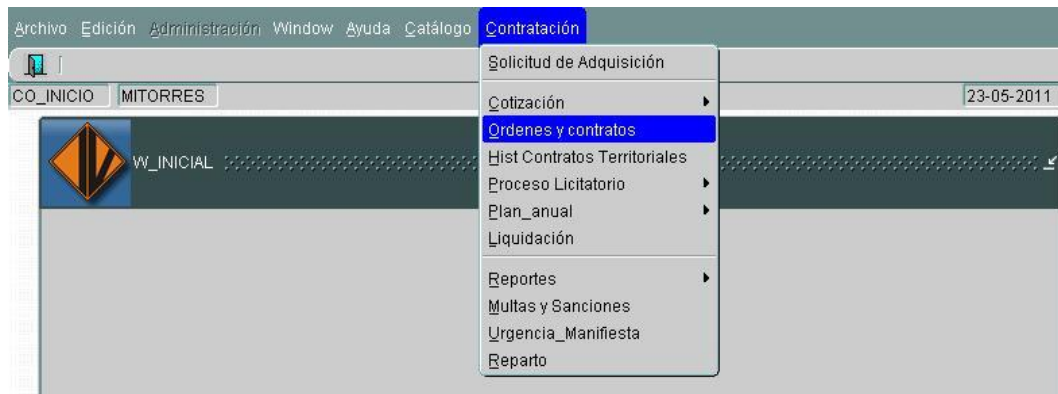 Archivo Edición Administración Window Ayuda Catálogo Contratación
Solicitud de Adquisición
CO_INICIO MITORRES 23-05-2011
Cotización
Ordenes y contratos
W_INICIAL
Hist Contratos Territoriales
Proceso Licitatorio
Plan_anual
Liquidación
Reportes
Multas y Sanciones
Urgencia_Manifiesta
Reparto